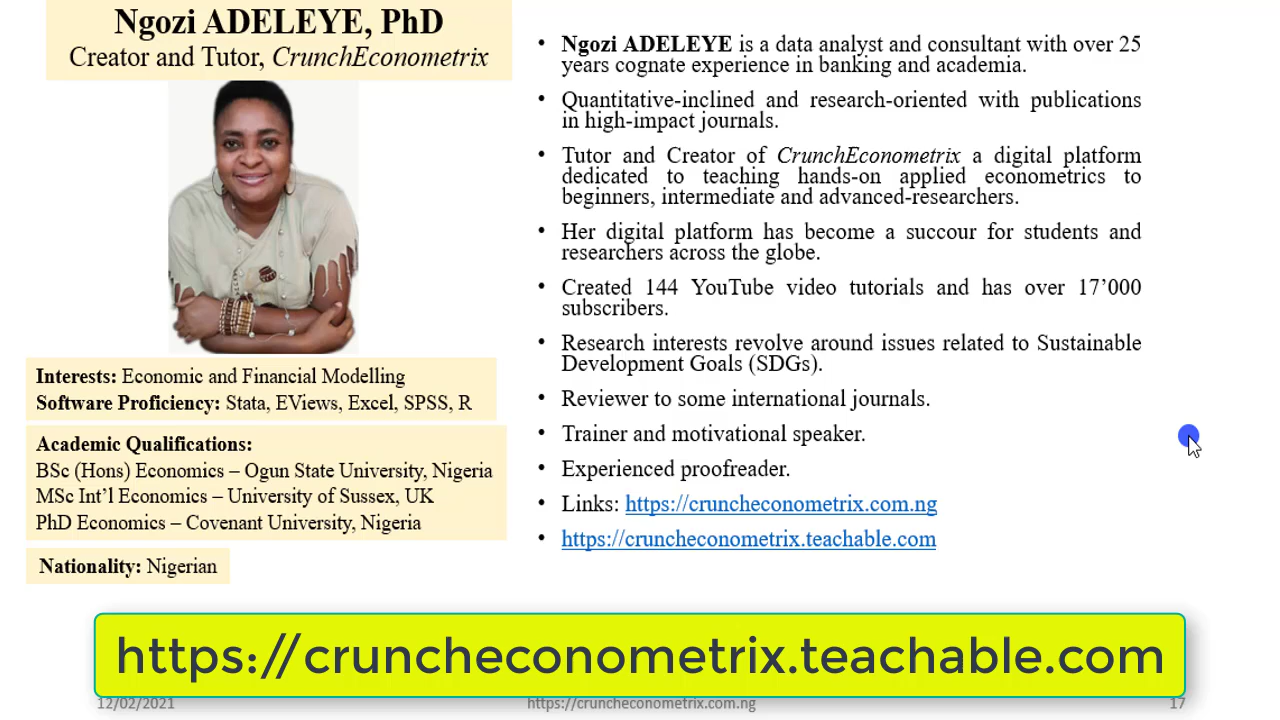 Ngozi ADELEYE, PhD
Creator and Tutor, CrunchEconometrix
Interests: Economic and Financial Modelling
Software Proficiency: Stata, EViews, Excel, SPSS, R
Academic Qualifications:
BSc (Hons) Economics – Ogun State University, Nigeria
MSc Int'l Economics – University of Sussex, UK
PhD Economics – Covenant University, Nigeria
Nationality: Nigerian
• Ngozi ADELEYE is a data analyst and consultant with over 25
years cognate experience in banking and academia.
• Quantitative-inclined and research-oriented with publications
in high-impact journals.
• Tutor and Creator of CrunchEconometrix a digital platform
dedicated to teaching hands-on applied econometrics to
beginners, intermediate and advanced-researchers.
• Her digital platform has become a succour for students and
researchers across the globe.
• Created 144 YouTube video tutorials and has over 17’000
subscribers.
• Research interests revolve around issues related to Sustainable
Development Goals (SDGs).
• Reviewer to some international journals.
• Trainer and motivational speaker.
• Experienced proofreader.
• Links: https://cruncheconometrix.com.ng
• https://cruncheconometrix.teachable.com
https://cruncheconometrix.teachable.com
12/02/2021
https://cruncheconometrix.com.ng
17